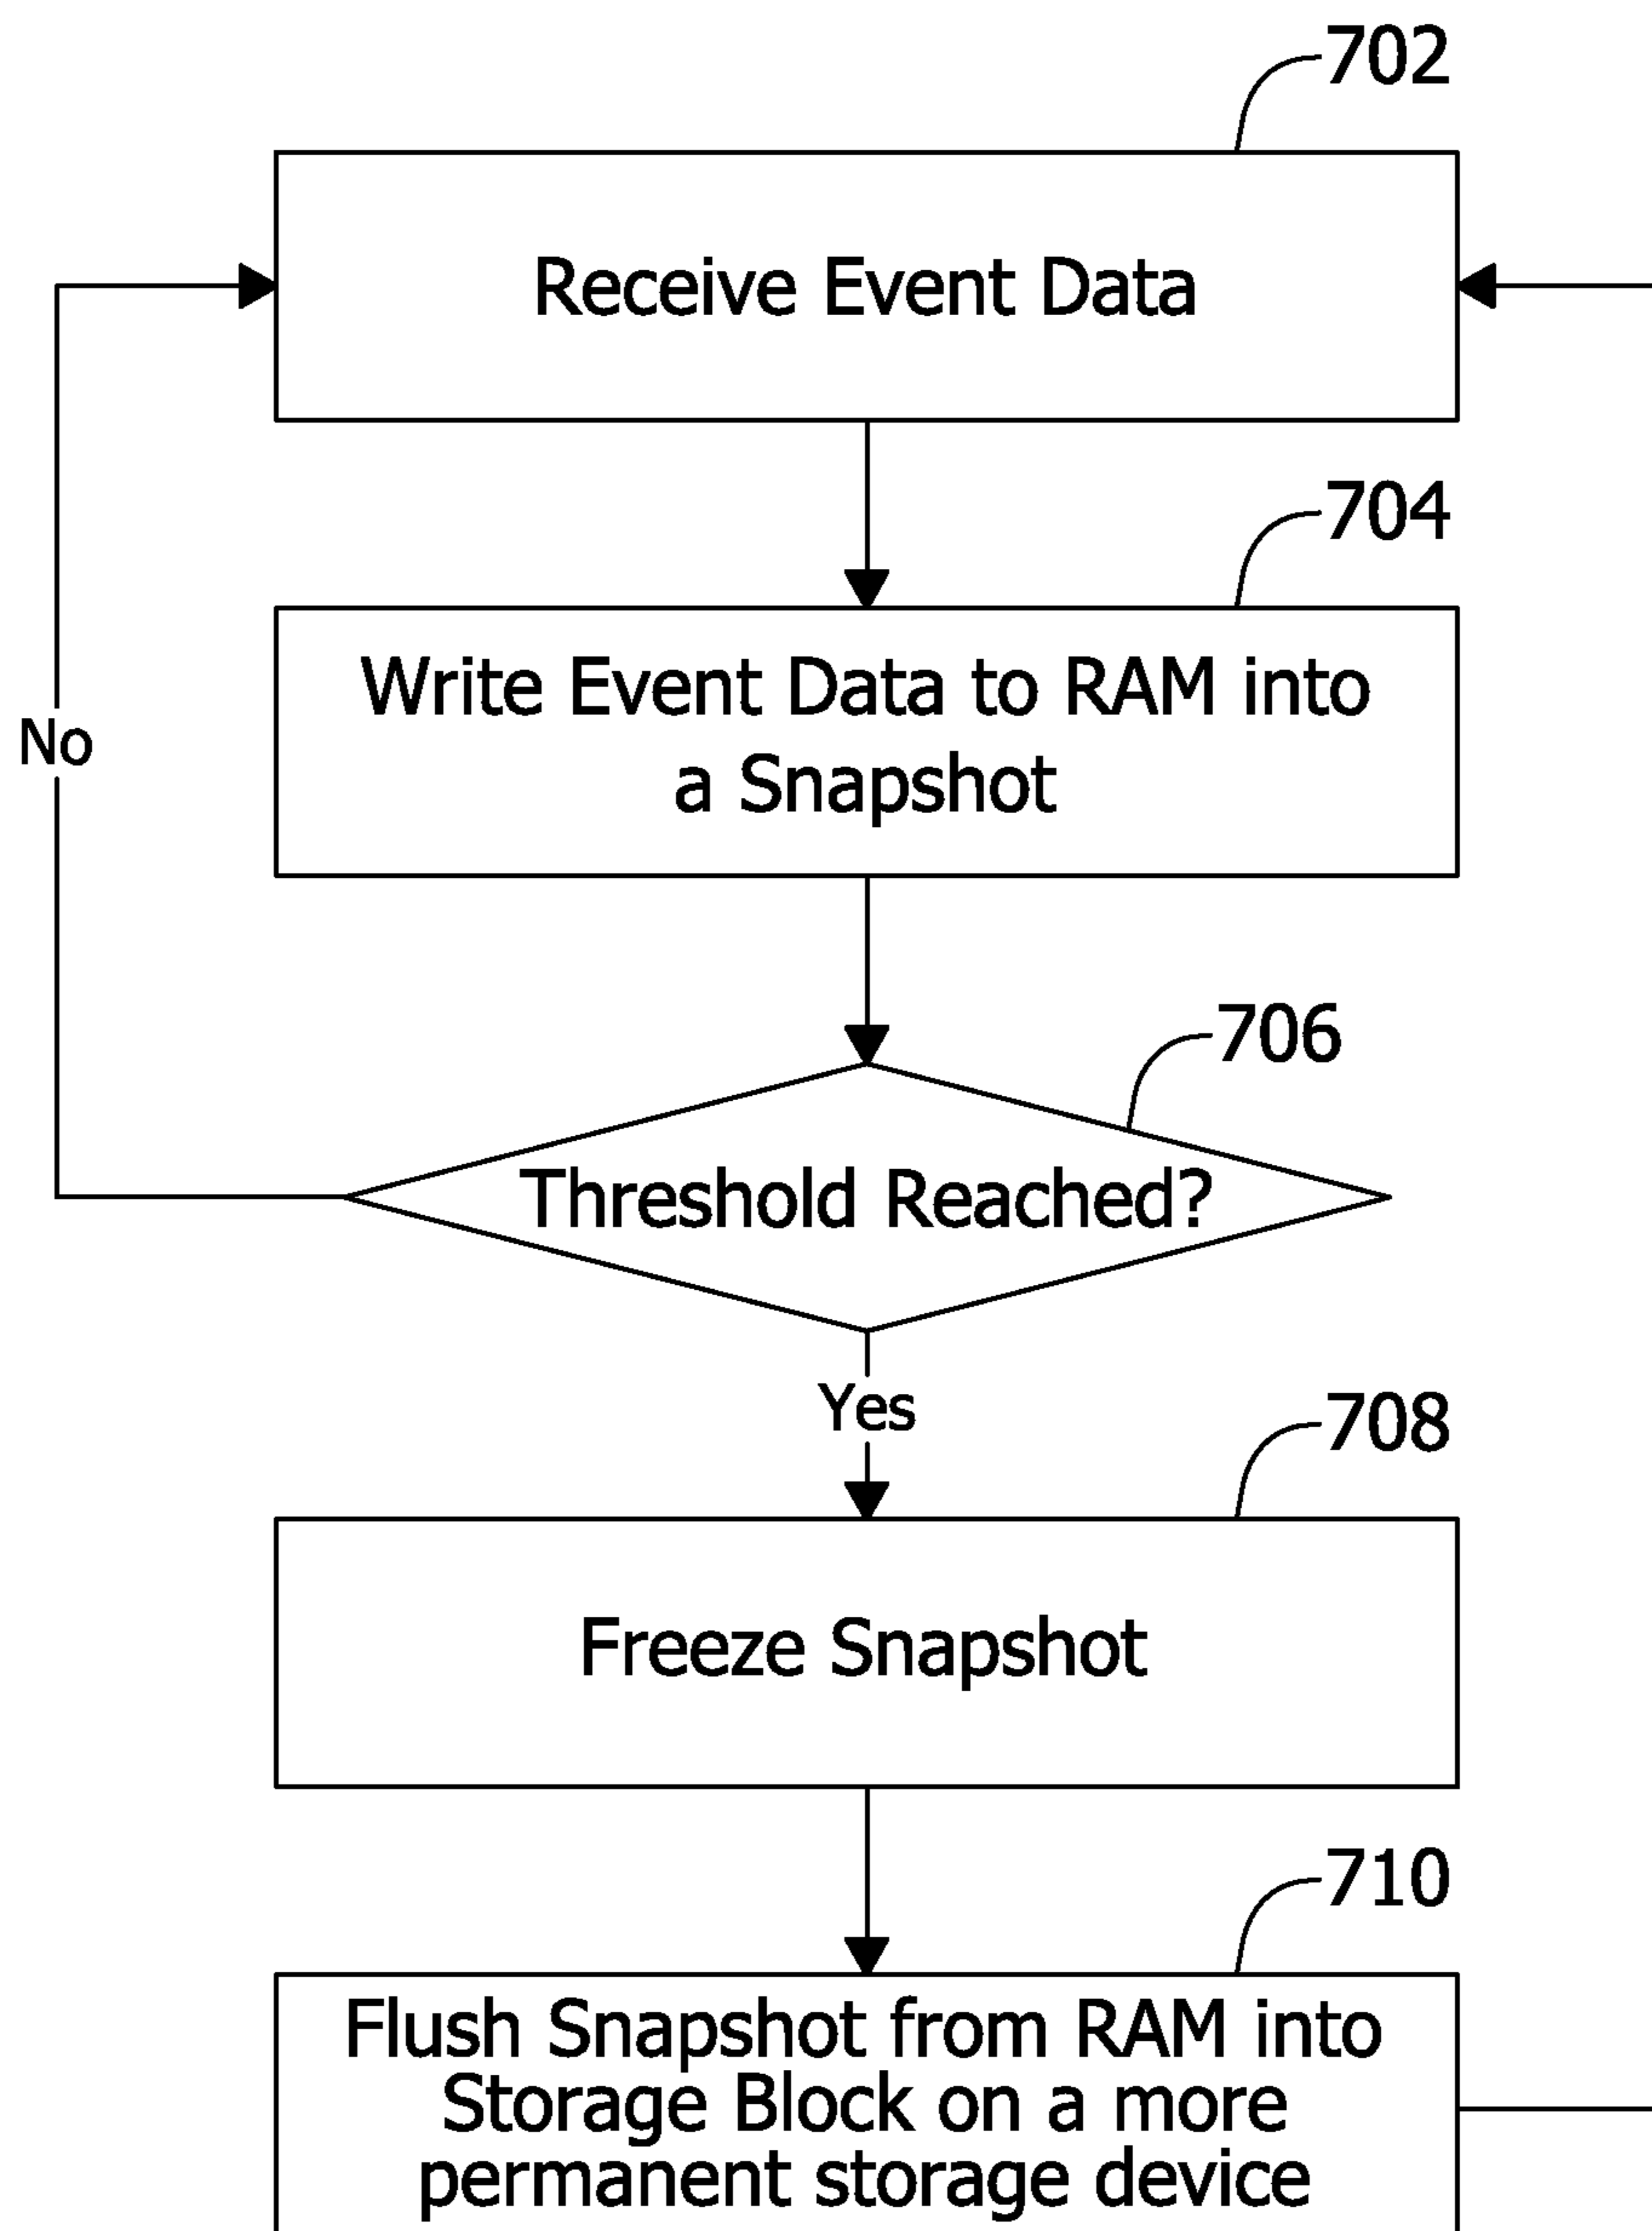 702
Receive Event Data
704
Write Event Data to RAM into
a Snapshot
No
706
Threshold Reached?
Yes
708
Freeze Snapshot
710
Flush Snapshot from RAM into
Storage Block on a more
permanent storage device